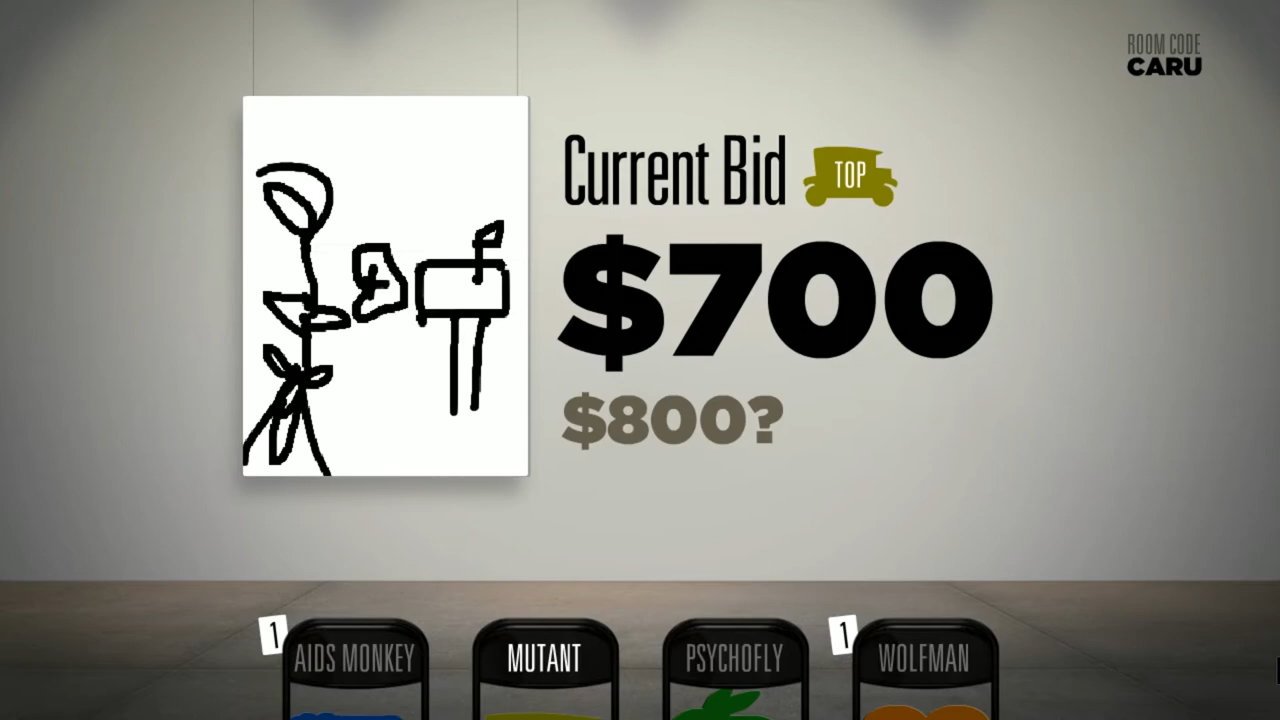 ROOM CODE
CARU
Current Bid
TOP
$700
$800?
1
AIDS MONKEY
MUTANT
PSYCHOFLY
1
WOLFMAN